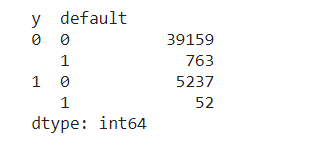 y  default
0  0          39159
   1            763
1  0           5237
   1             52
dtype: int64